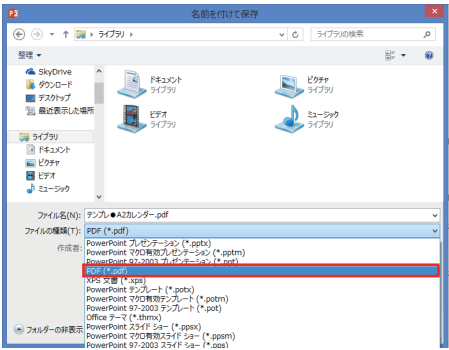 名前を付けて保存
ライブラリ
ライブラリの検索
整理
SkyDrive
ダウンロード
デスクトップ
最近表示した場所
ライブラリ
ドキュメント
ピクチャ
ビデオ
ミュージック
ドキュメント
ライブラリ
ピクチャ
ライブラリ
ビデオ
ライブラリ
ミュージック
ライブラリ
ファイル名(N): テンプレ●A2カレンダー.pdf
ファイルの種類(T): PDF (*.pdf)
作成者:
PowerPoint プレゼンテーション (*.pptx)
PowerPoint マクロ有効プレゼンテーション (*.pptm)
PowerPoint 97-2003 プレゼンテーション (*.ppt)
PDF (*.pdf)
XPS 文書 (*.xps)
PowerPoint テンプレート (*.potx)
PowerPoint マクロ有効テンプレート (*.potm)
PowerPoint 97-2003 テンプレート (*.pot)
Office テーマ (*.thmx)
PowerPoint スライド ショー (*.ppsx)
PowerPoint マクロ有効スライド ショー (*.ppsm)
PowerPoint 97-2003 スライド ショー (*.pps)
フォルダーの非表示